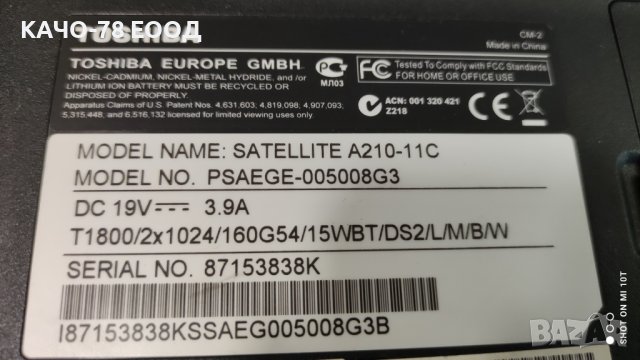 КАЧО-78 ЕООД
TOSHIBA
CM-2
Made in China
TOSHIBA EUROPE GMBH
NICKEL-CADMIUM, NICKEL-METAL HYDRIDE, and/or
LITHIUM ION BATTERY MUST BE RECYCLED OR
DISPOSED OF PROPERLY.
Apparatus Claims of U.S. Patent Nos. 4,631,603, 4,819,098, 4,907,093,
5,315,448, and 6,516,132 licensed for limited viewing uses only.
МЛ03
FC Tested To Comply with FCC Standards
FOR HOME OR OFFICE USE
ACN: 001 320 421
Z218
CE
MODEL NAME: SATELLITE A210-11C
MODEL NO. PSAEGE-005008G3
DC 19V 3.9A
T1800/2x1024/160G54/15WBT/DS2/L/M/B/W
SERIAL NO. 87153838K
I87153838KSSAEG005008G3B
SHOT ON MI 10T
BAZAR